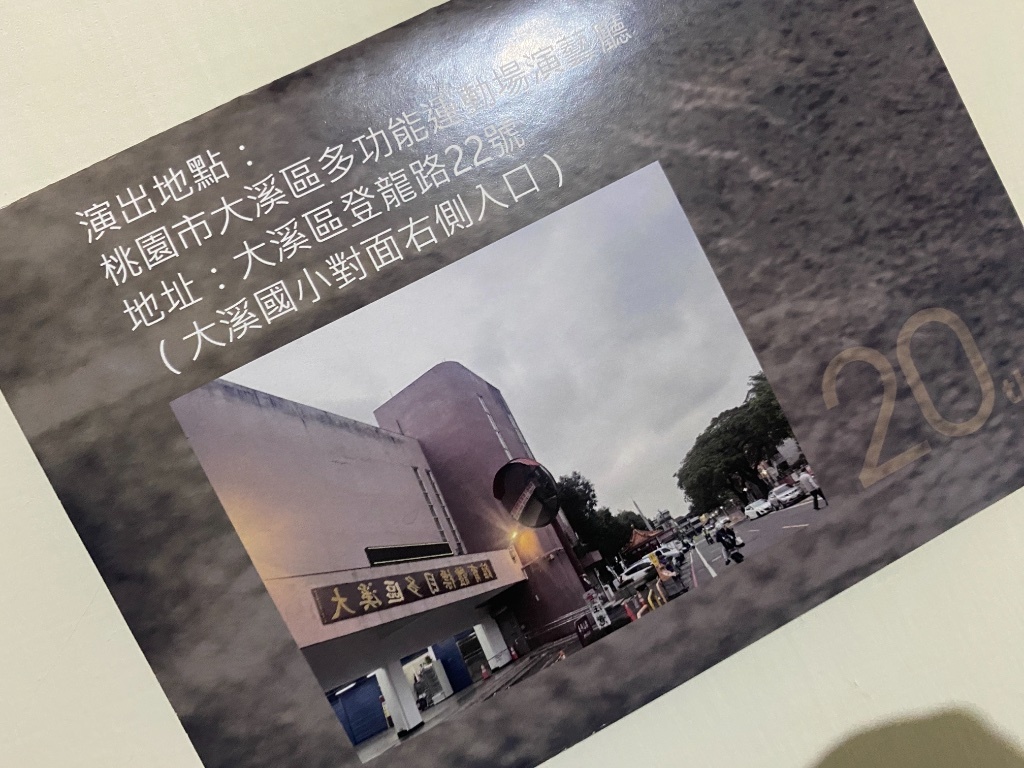 演出地點：
桃園市大溪區多功能運動場演藝廳
地址：大溪區登龍路22號
（大溪國小對面右側入口）
20th